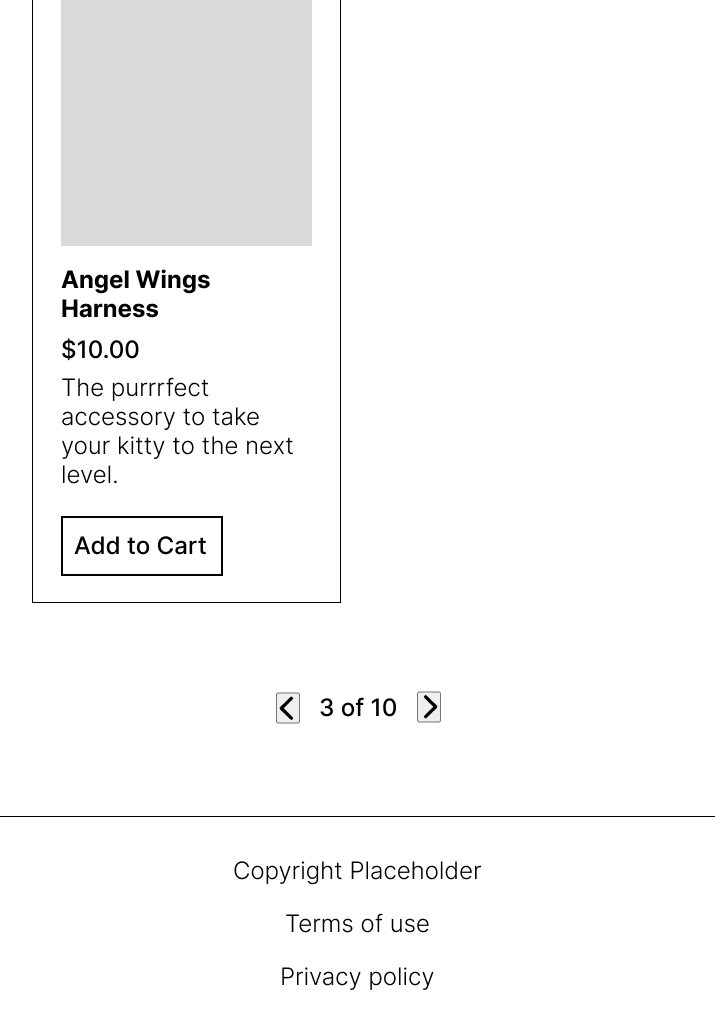 Angel Wings
Harness
$10.00
The purrrfect
accessory to take
your kitty to the next
level.
Add to Cart
3 of 10
Copyright Placeholder
Terms of use
Privacy policy